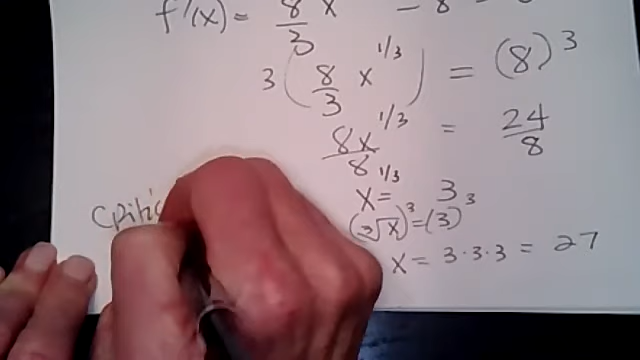 f'(x) = 8/3 x - 8
3 (8/3 x^1/3) = (8)^3
8x^1/3 / 8 = 24/8
x^1/3 = 3
(3√x)^3 = (3)^3
x = 3·3·3 = 27